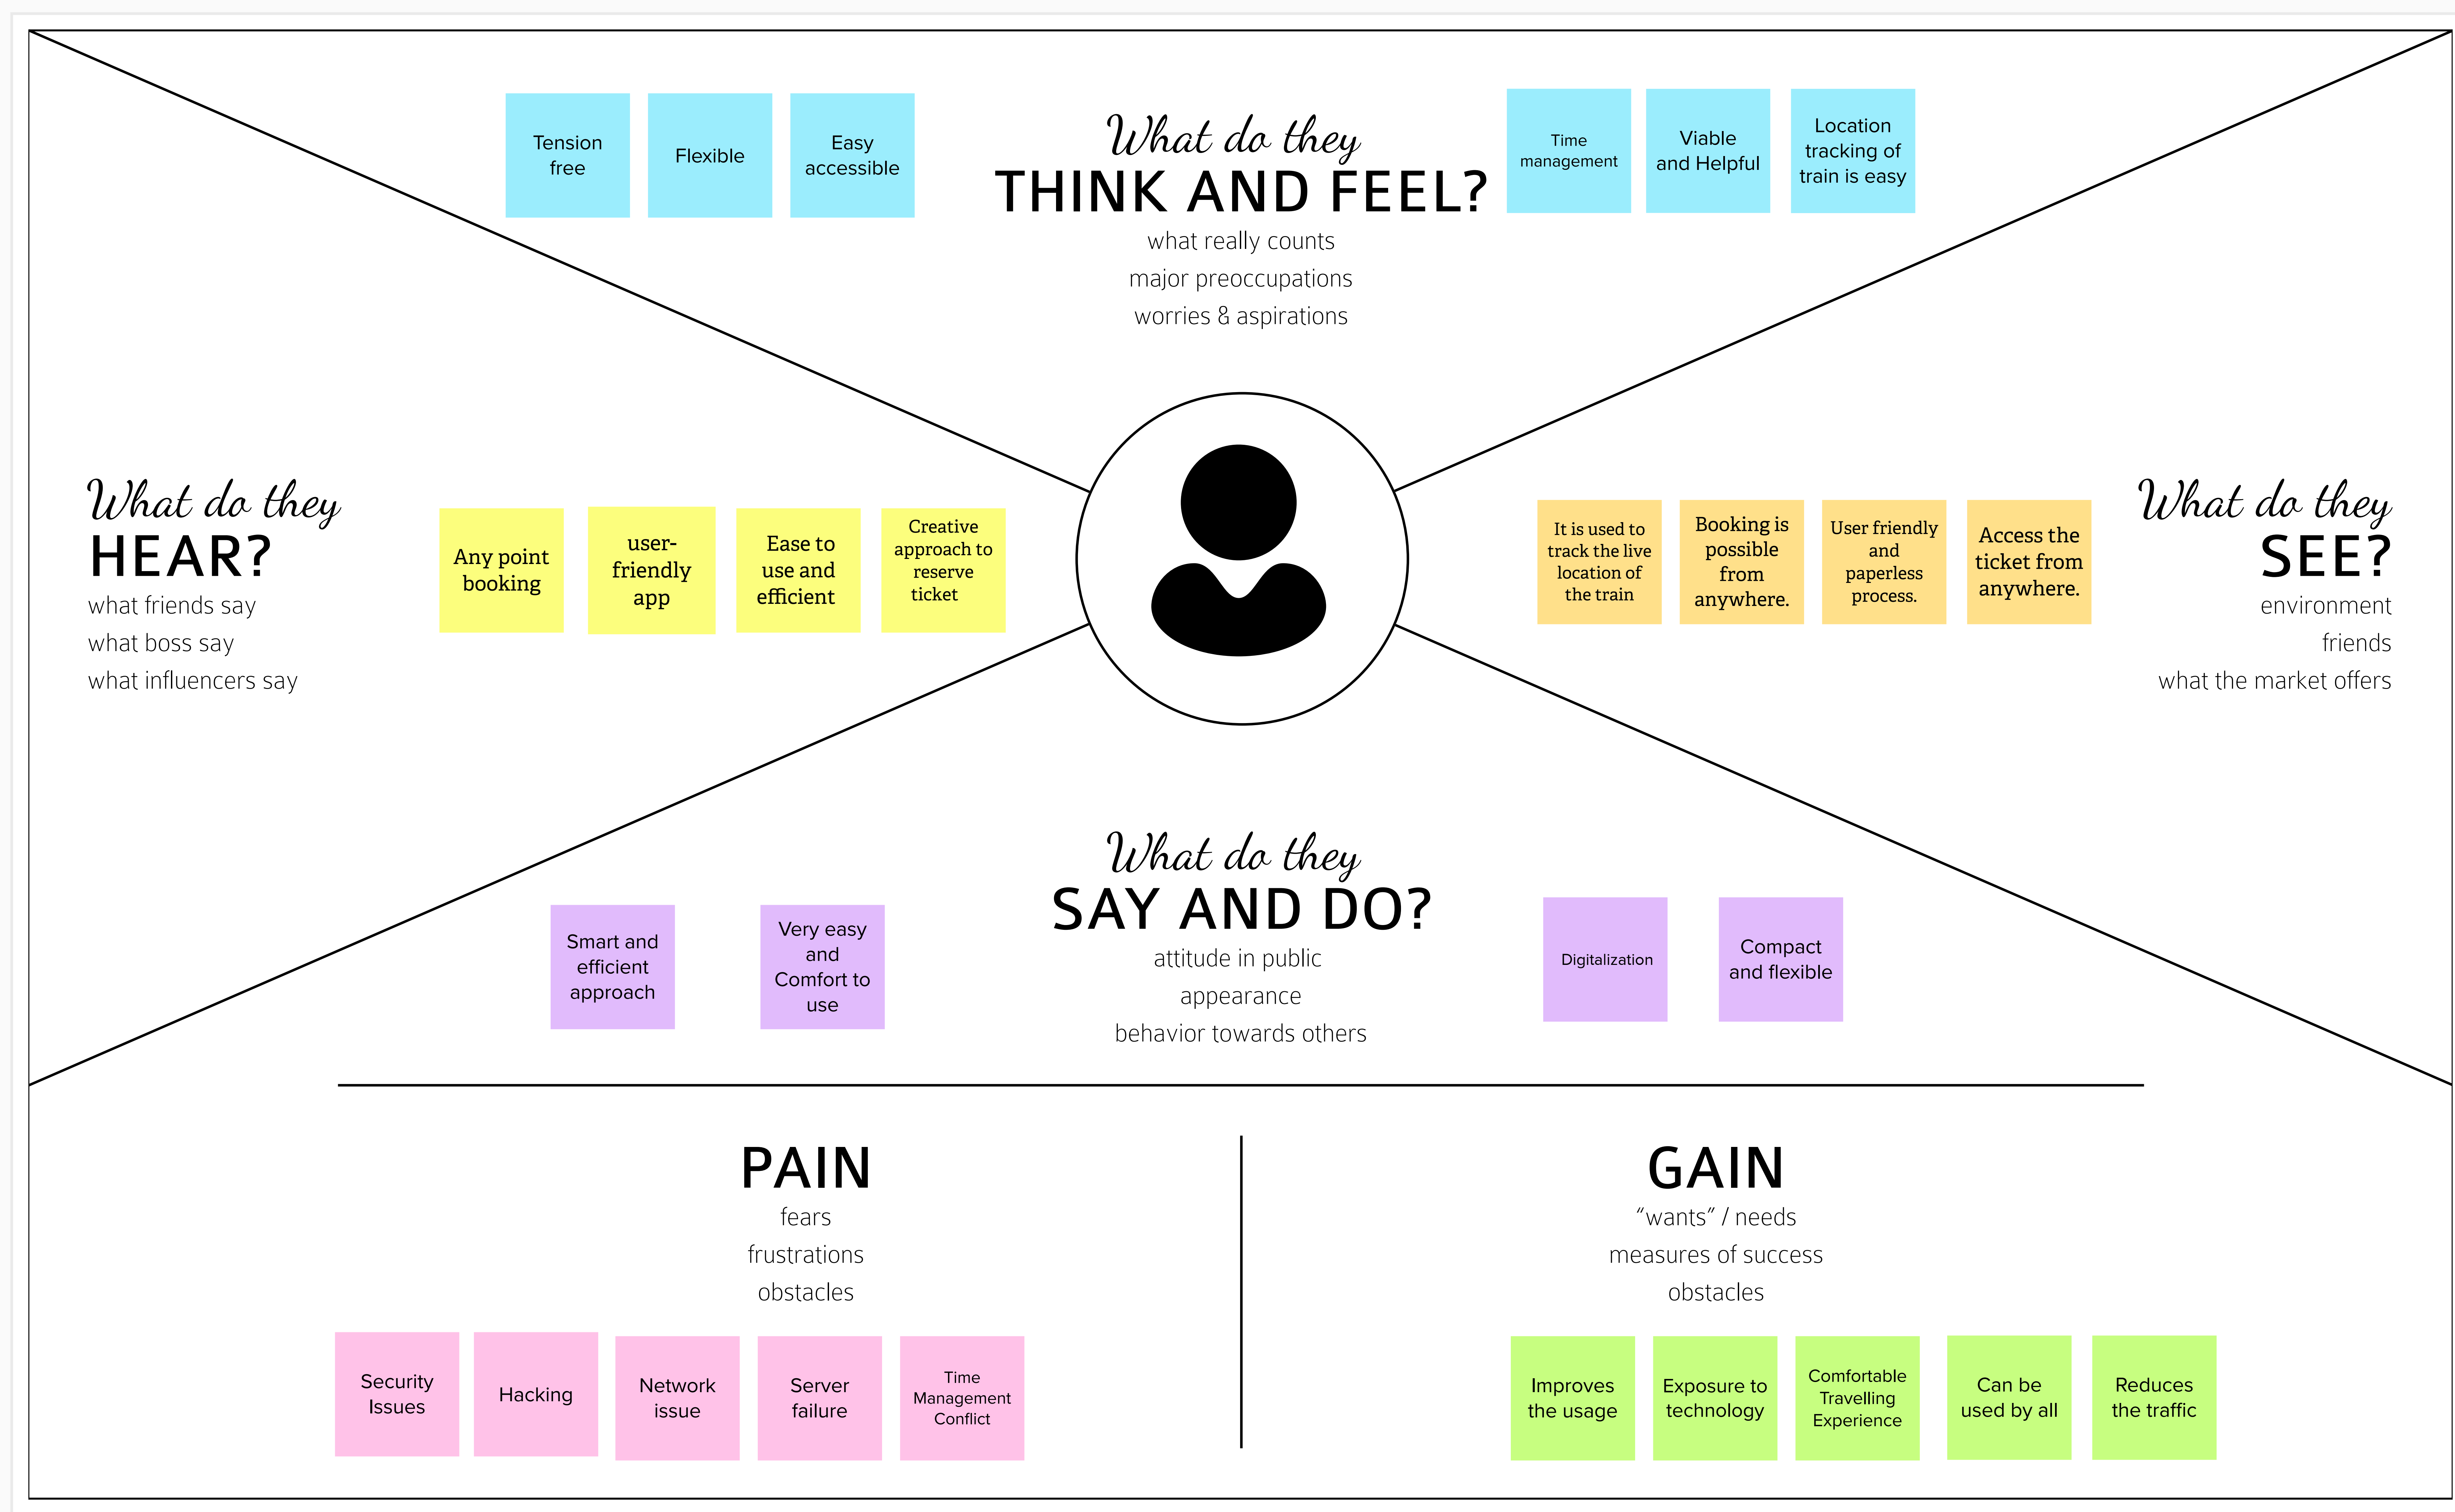 What do they
THINK AND FEEL?
what really counts
major preoccupations
worries & aspirations
Tension
free
Flexible
Easy
accessible
Time
management
Viable
and Helpful
Location
tracking of
train is easy
What do they
HEAR?
what friends say
what boss say
what influencers say
Any point
booking
user-
friendly
app
Ease to
use and
efficient
Creative
approach to
reserve
ticket
It is used to
track the live
location of
the train
Booking is
possible
from
anywhere.
User friendly
and
paperless
process.
Access the
ticket from
anywhere.
What do they
SEE?
environment
friends
what the market offers
What do they
SAY AND DO?
attitude in public
appearance
behavior towards others
Smart and
efficient
approach
Very easy
and
Comfort to
use
Digitalization
Compact
and flexible
PAIN
fears
frustrations
obstacles
Security
Issues
Hacking
Network
issue
Server
failure
Time
Management
Conflict
GAIN
“wants” / needs
measures of success
obstacles
Improves
the usage
Exposure to
technology
Comfortable
Travelling
Experience
Can be
used by all
Reduces
the traffic